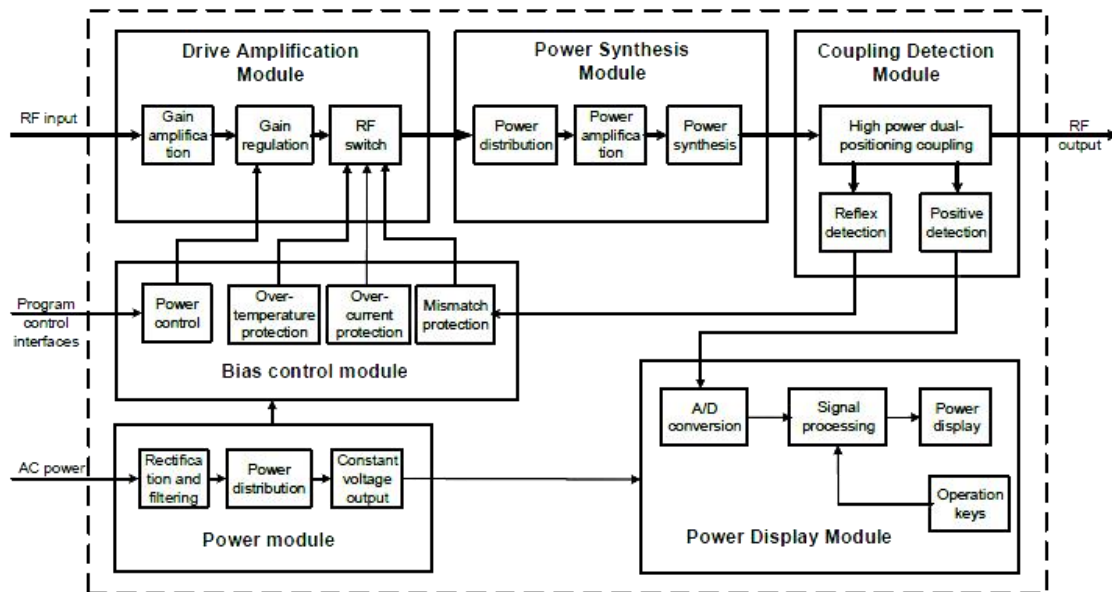 Drive Amplification
Module
Power Synthesis
Module
Coupling Detection
Module
RF input
Gain
amplifica
tion
Gain
regulation
RF
switch
Power
distribution
Power
amplification
Power
synthesis
High power dual-
positioning coupling
RF
output
Reflex
detection
Positive
detection
Program
control
interfaces
Power
control
Over-
temperature
protection
Over-
current
protection
Mismatch
protection
Bias control module
A/D
conversion
Signal
processing
Power
display
Operation
keys
Power Display Module
AC power
Rectifica
tion and
filtering
Power
distribution
Constant
voltage
output
Power module